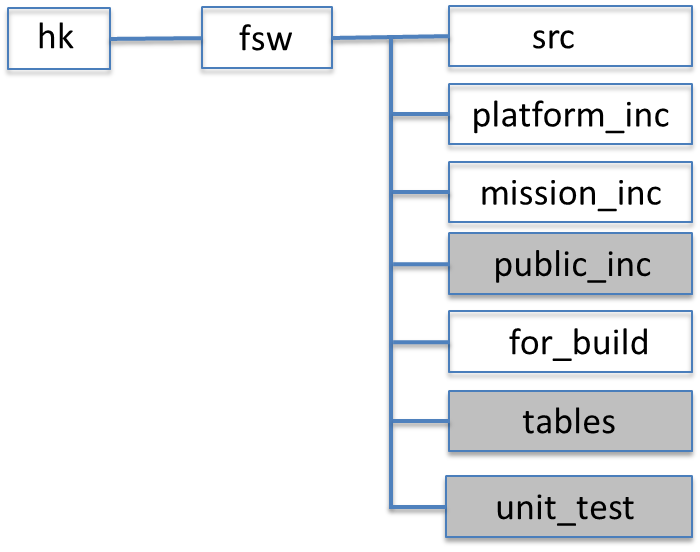 hk
fsw
src
platform_inc
mission_inc
public_inc
for_build
tables
unit_test